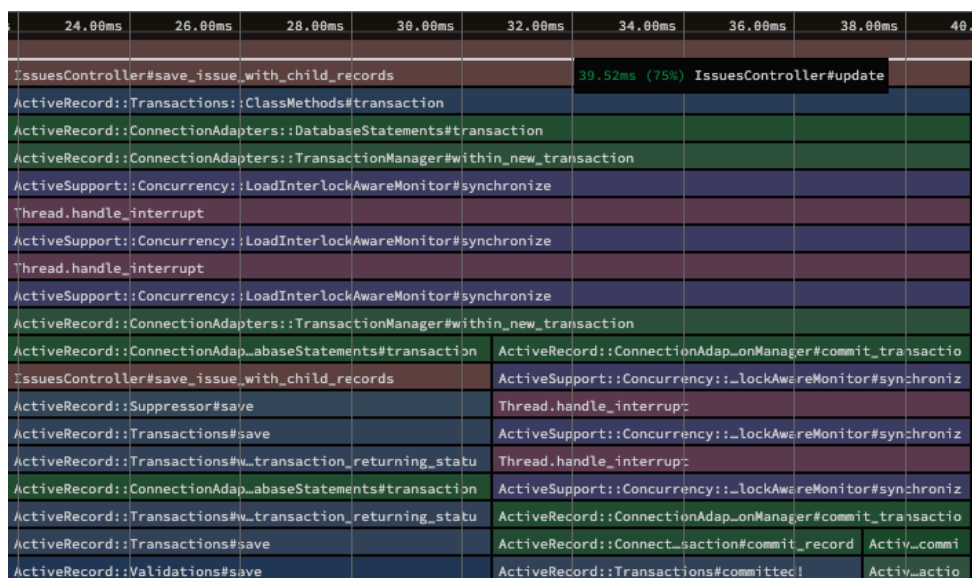 24.00ms 26.00ms 28.00ms 30.00ms 32.00ms 34.00ms 36.00ms 38.00ms 40.
IssuesController#save_issue_with_child_records 39.52ms (75%) IssuesController#update
ActiveRecord::Transactions::ClassMethods#transaction
ActiveRecord::ConnectionAdapters::DatabaseStatements#transaction
ActiveRecord::ConnectionAdapters::TransactionManager#within_new_transaction
ActiveSupport::Concurrency::LoadInterlockAwareMonitor#synchronize
Thread.handle_interrupt
ActiveSupport::Concurrency::LoadInterlockAwareMonitor#synchronize
Thread.handle_interrupt
ActiveSupport::Concurrency::LoadInterlockAwareMonitor#synchronize
ActiveRecord::ConnectionAdapters::TransactionManager#within_new_transaction
ActiveRecord::ConnectionAdap…abaseStatements#transaction ActiveRecord::ConnectionAdap…onManager#commit_transactio
IssuesController#save_issue_with_child_records ActiveSupport::Concurrency::…lockAwareMonitor#synchroniz
ActiveRecord::Suppressor#save Thread.handle_interrupt
ActiveRecord::Transactions#save ActiveSupport::Concurrency::…lockAwareMonitor#synchroniz
ActiveRecord::Transactions#w…transaction_returning_statu Thread.handle_interrupt
ActiveRecord::ConnectionAdap…abaseStatements#transaction ActiveSupport::Concurrency::…lockAwareMonitor#synchroniz
ActiveRecord::Transactions#w…transaction_returning_statu ActiveRecord::ConnectionAdap…onManager#commit_transactio
ActiveRecord::Transactions#save ActiveRecord::Connect…saction#commit_record Activ…commi
ActiveRecord::Validations#save ActiveRecord::Transactions#committed! Activ…actio